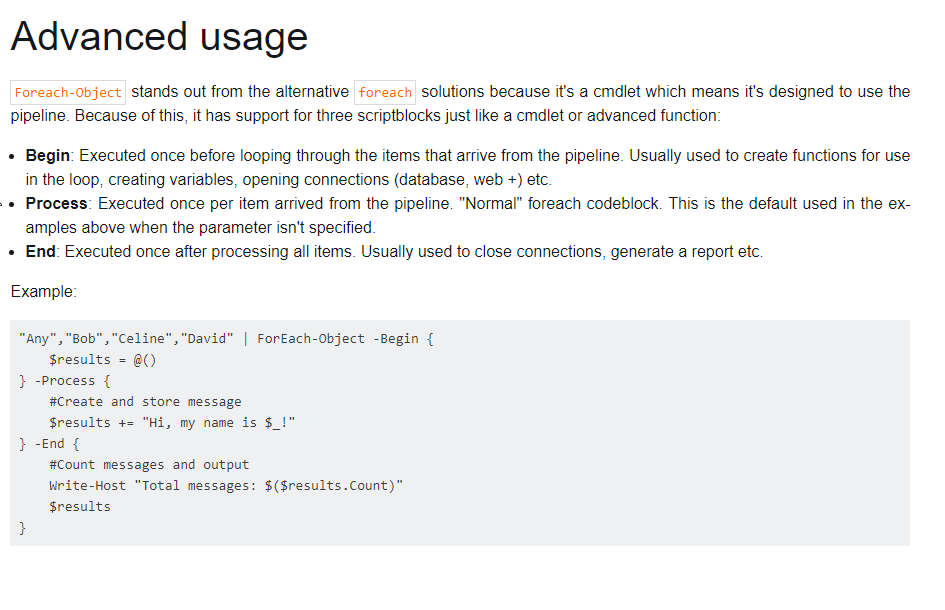 Advanced usage
Foreach-Object stands out from the alternative foreach solutions because it's a cmdlet which means it's designed to use the
pipeline. Because of this, it has support for three scriptblocks just like a cmdlet or advanced function:
• Begin: Executed once before looping through the items that arrive from the pipeline. Usually used to create functions for use
in the loop, creating variables, opening connections (database, web +) etc.
• Process: Executed once per item arrived from the pipeline. "Normal" foreach codeblock. This is the default used in the ex-
amples above when the parameter isn't specified.
• End: Executed once after processing all items. Usually used to close connections, generate a report etc.
Example:
"Any","Bob","Celine","David" | ForEach-Object -Begin {
    $results = @()
} -Process {
    #Create and store message
    $results += "Hi, my name is $_!"
} -End {
    #Count messages and output
    Write-Host "Total messages: $($results.Count)"
    $results
}